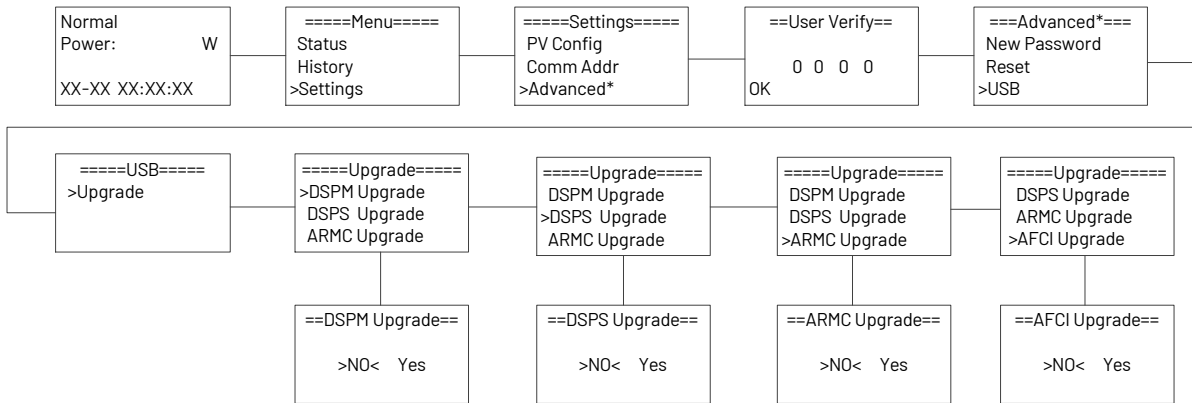 Normal
Power: W
XX-XX XX:XX:XX
=====Menu=====
Status
History
>Settings
=====Settings=====
PV Config
Comm Addr
>Advanced*
==User Verify==
0 0 0 0
OK
===Advanced*===
New Password
Reset
>USB
=====USB=====
>Upgrade
=====Upgrade=====
>DSPM Upgrade
DSPS Upgrade
ARMC Upgrade
=====Upgrade=====
DSPM Upgrade
>DSPS Upgrade
ARMC Upgrade
=====Upgrade=====
DSPM Upgrade
DSPS Upgrade
>ARMC Upgrade
=====Upgrade=====
DSPS Upgrade
ARMC Upgrade
>AFCI Upgrade
==DSPM Upgrade==
>NO< Yes
==DSPS Upgrade==
>NO< Yes
==ARMC Upgrade==
>NO< Yes
==AFCI Upgrade==
>NO< Yes